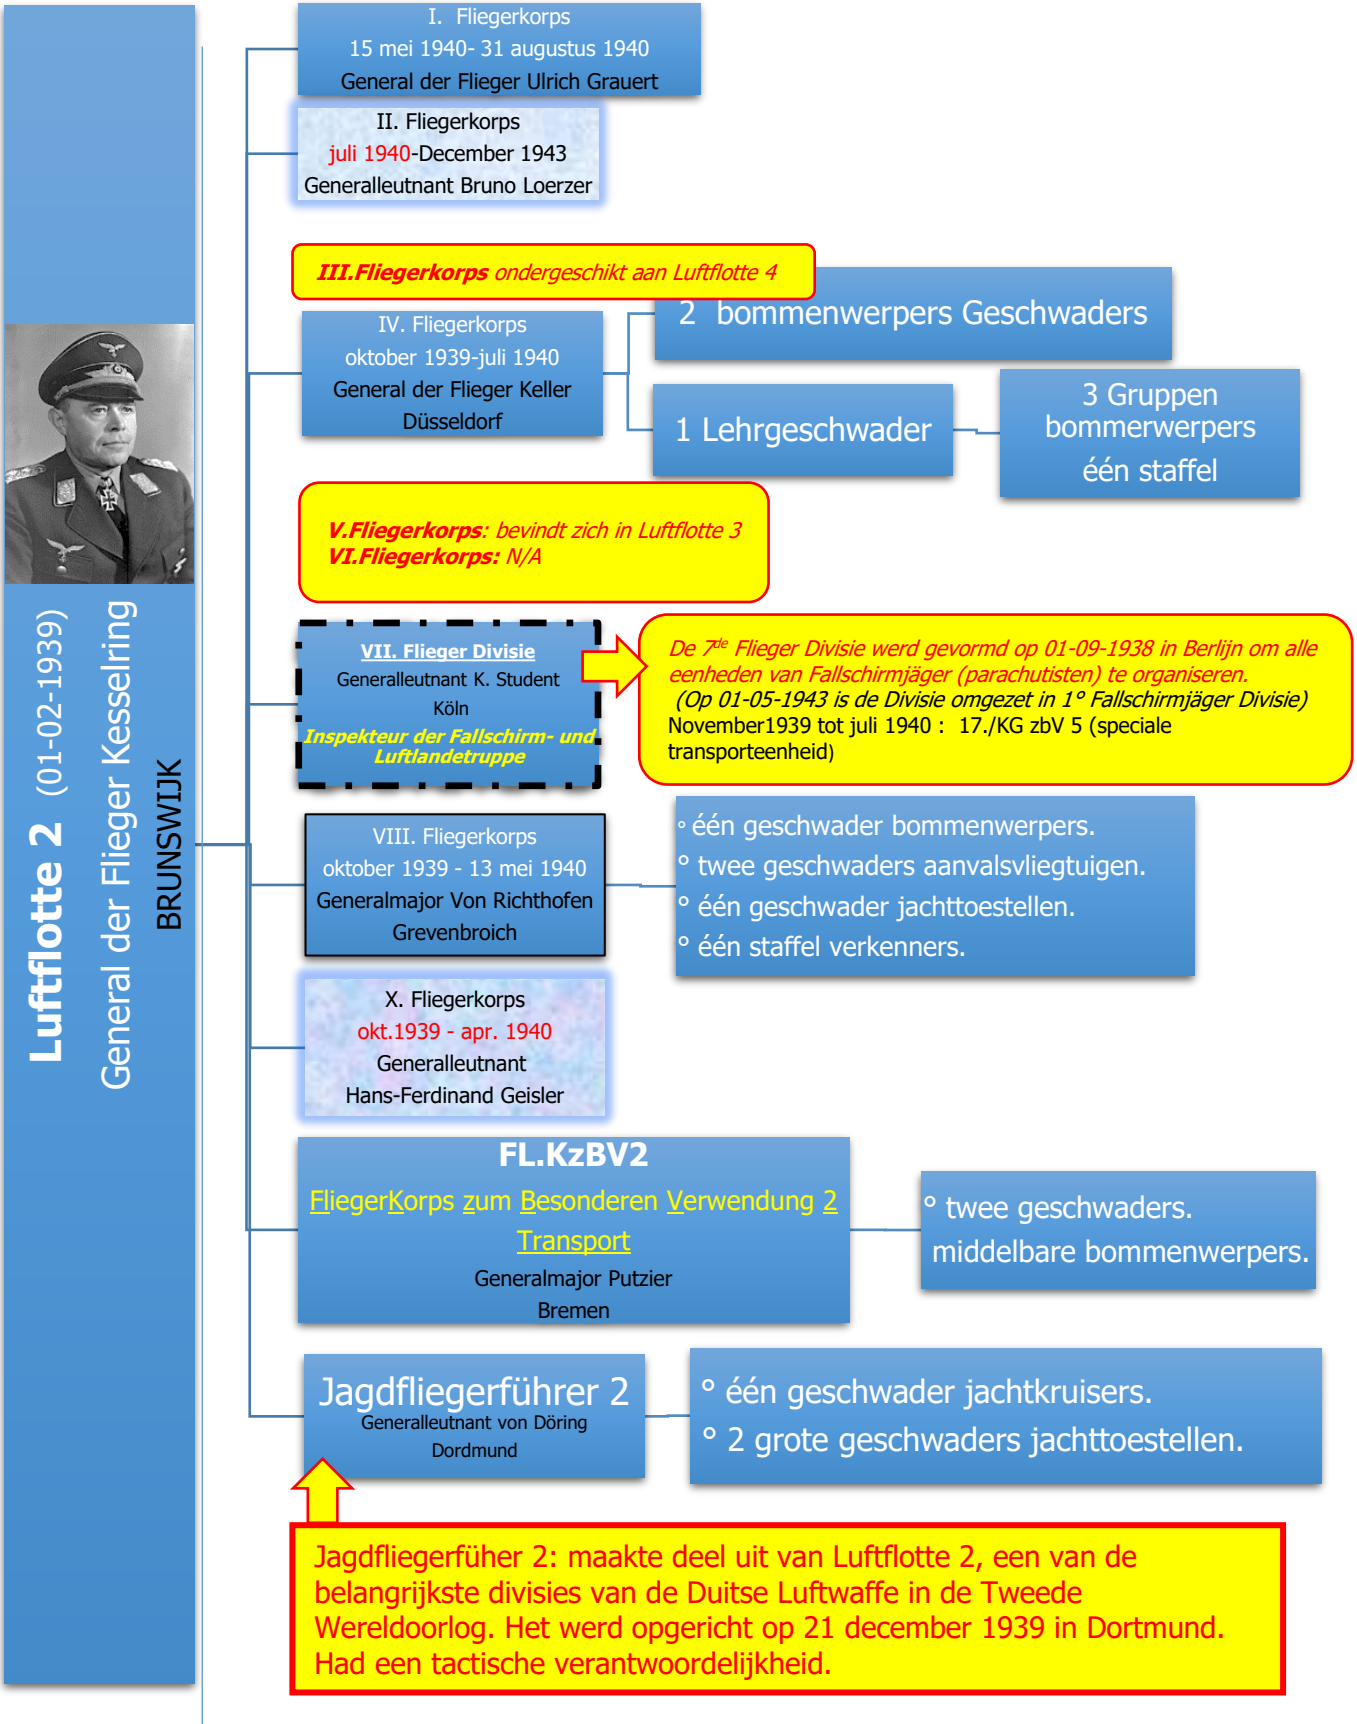 Luftflotte 2 (01-02-1939)
General der Flieger Kesselring
BRUNSWIJK
I. Fliegerkorps
15 mei 1940- 31 augustus 1940
General der Flieger Ulrich Grauert
II. Fliegerkorps
juli 1940-December 1943
Generalleutnant Bruno Loerzer
III.Fliegerkorps ondergeschikt aan Luftflotte 4
IV. Fliegerkorps
oktober 1939-juli 1940
General der Flieger Keller
Düsseldorf
2 bommenwerpers Geschwaders
1 Lehrgeschwader
3 Gruppen
bommerwerpers
één staffel
V.Fliegerkorps: bevindt zich in Luftflotte 3
VI.Fliegerkorps: N/A
VII. Flieger Divisie
Generalleutnant K. Student
Köln
Inspekteur der Fallschirm- und
Luftlandetruppe
De 7de Flieger Divisie werd gevormd op 01-09-1938 in Berlijn om alle
eenheden van Fallschirmjäger (parachutisten) te organiseren.
(Op 01-05-1943 is de Divisie omgezet in 1° Fallschirmjäger Divisie)
November1939 tot juli 1940 : 17./KG zbV 5 (speciale
transporteenheid)
VIII. Fliegerkorps
oktober 1939 - 13 mei 1940
Generalmajor Von Richthofen
Grevenbroich
° één geschwader bommenwerpers.
° twee geschwaders aanvalsvliegtuigen.
° één geschwader jachttoestellen.
° één staffel verkenners.
X. Fliegerkorps
okt.1939 - apr. 1940
Generalleutnant
Hans-Ferdinand Geisler
FL.KzBV2
FliegerKorps zum Besonderen Verwendung 2
Transport
Generalmajor Putzier
Bremen
° twee geschwaders.
middelbare bommenwerpers.
Jagdfliegerführer 2
Generalleutnant von Döring
Dordmund
° één geschwader jachtkruisers.
° 2 grote geschwaders jachttoestellen.
Jagdfliegerfüher 2: maakte deel uit van Luftflotte 2, een van de
belangrijkste divisies van de Duitse Luftwaffe in de Tweede
Wereldoorlog. Het werd opgericht op 21 december 1939 in Dortmund.
Had een tactische verantwoordelijkheid.